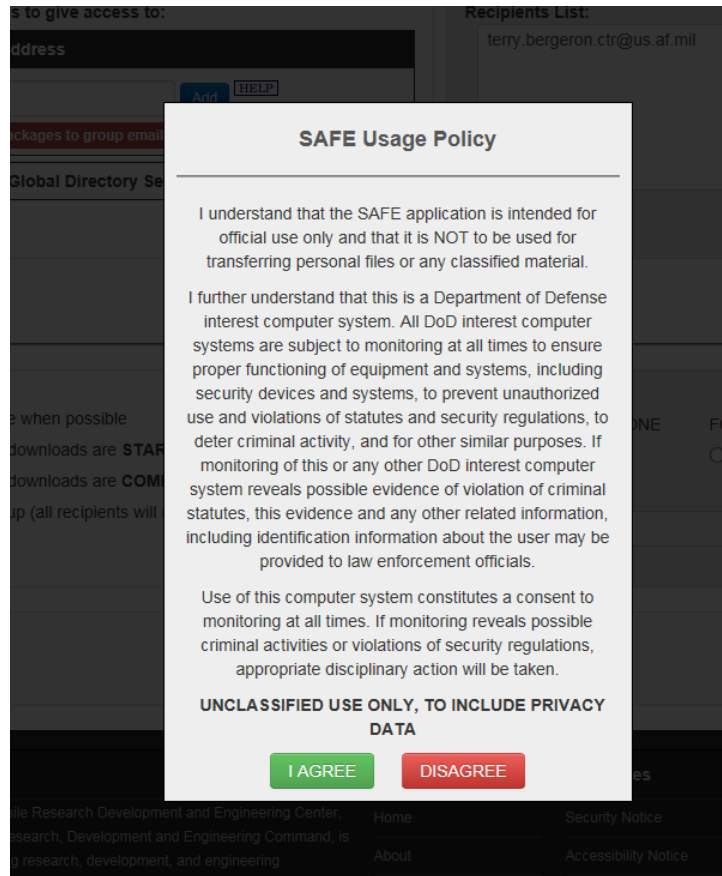 s to give access to:
Recipients List:
ddress
terry.bergeron.ctr@us.af.mil
Add
HELP
ckages to group email
Global Directory Se
SAFE Usage Policy
I understand that the SAFE application is intended for
official use only and that it is NOT to be used for
transferring personal files or any classified material.
I further understand that this is a Department of Defense
interest computer system. All DoD interest computer
systems are subject to monitoring at all times to ensure
proper functioning of equipment and systems, including
security devices and systems, to prevent unauthorized
use and violations of statutes and security regulations, to
deter criminal activity, and for other similar purposes. If
monitoring of this or any other DoD interest computer
system reveals possible evidence of violation of criminal
statutes, this evidence and any other related information,
including identification information about the user may be
provided to law enforcement officials.
Use of this computer system constitutes a consent to
monitoring at all times. If monitoring reveals possible
criminal activities or violations of security regulations,
appropriate disciplinary action will be taken.
UNCLASSIFIED USE ONLY, TO INCLUDE PRIVACY
DATA
I AGREE
DISAGREE
e when possible
ONE
FO
downloads are STAR
downloads are COM
up (all recipients will
es
sile Research Development and Engineering Center,
esearch, Development and Engineering Command, is
g research, development, and engineering
Home
Security Notice
About
Accessibility Notice